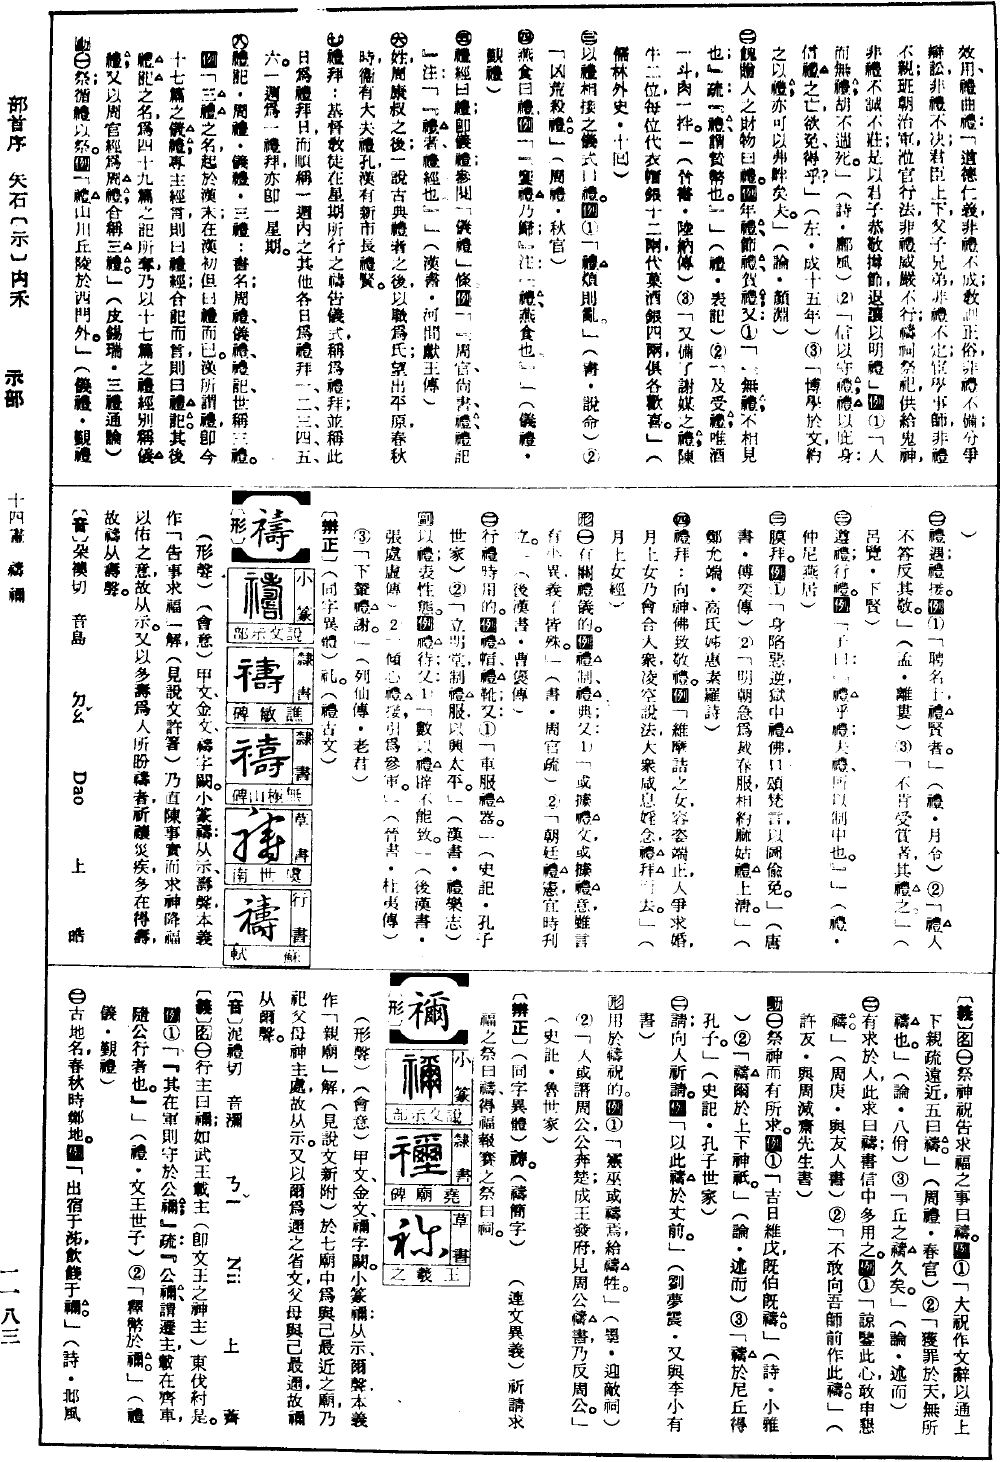 效用禮曲禮：「道德仁義，非禮不成；教訓正俗，非禮不備；分爭
辯訟，非禮不決；君臣上下，父子兄弟，非禮不定；宦學事師，非禮
不親；班朝治軍，涖官行法，非禮威嚴不行；禱祠祭祀，供給鬼神，
非禮不誠不莊。是以君子恭敬撙節退讓以明禮。」例①「人
而無禮，胡不遄死。」（詩・鄘風）②「信以守禮，禮以庇身；
信禮之亡，欲免得乎？」（左・成十五年）③「博學於文，約
之以禮，亦可以弗畔矣夫。」（論・顏淵）
㊁餽贈人之財物曰禮。例年禮、節禮、賀禮。又①「『無禮，不相見
也。』疏『禮謂贄幣也。』」（禮・表記）②「及受禮，唯酒
一斗，肉一拌。」（晉書・陸納傳）③「又備了謝媒之禮，陳
牛二位，每位代衣帽銀十二兩，代菓酒銀四兩，俱各歡喜。」（
儒林外史・十回）
㊂以禮相接之儀式曰禮。例①「禮煩則亂。」（書・說命）②
「凶荒殺禮。」（周禮・秋官）
㊃燕食曰禮。例「『饗禮乃歸。』注『禮，燕食也。』」（儀禮・
覲禮）
㊄禮經曰禮，即儀禮，參閱「儀禮」條。例「『周官、尚書、禮、禮記
。』注『禮者，禮經也。』」（漢書・河間獻王傳）
㊅姓，周康叔之後；一說古典禮者之後，以職為氏。望出平原。春秋
時衛有大夫禮孔，漢有新市長禮賢。
㊆禮拜：基督教徒在星期所行之禱告儀式，稱為禮拜；並稱此
日為禮拜日，而順稱一週內之其他各日為禮拜一、二、三、四、五、
六。一週為一禮拜，亦即一星期。
㊇禮記・周禮・儀禮・三禮：書名。周禮、儀禮、禮記，世稱三禮。
例「三禮之名，起於漢末，在漢初但曰禮而已。漢所謂禮，即今
十七篇之儀禮，專主經言，則曰禮經，合記而言，則曰禮記。其後
禮記之名，為四十九篇之記所奪，乃以十七篇之禮經別稱儀
禮，又以周官經為周禮，合稱三禮。」（皮錫瑞・三禮通論）
動㊀祭，循禮以祭。例「禮山川丘陵於西門外。」（儀禮・覲禮
）
㊁禮遇，禮接。例①「聘名士，禮賢者。」（禮・月令）②「禮人
不答反其敬。」（孟・離婁）③「不肯受賞者，其禮之。」（
呂覽・下賢）
㊂遵禮行禮。例「子曰：『禮乎禮，夫禮，所以制中也。』」（禮・
仲尼燕居）
㊂膜拜。例①「身陷惡逆，獄中禮佛，口頌梵言，以圖偷免。」（唐
書・傅奕傳）②「明朝急為裁春服，相約麻姑禮上清。」（
鄭允端・高氏姊惠素羅詩）
㊃禮拜：向神佛致敬禮。例「維摩詰之女，容姿端正，人爭求婚，
月上女乃會合人衆，凌空說法，大衆咸息婬念，禮拜而去。」（
月上女經）
形㊀有關禮儀的。例禮制、禮典。又①「或據禮文，或據禮意，雖言
有小異，義亻皆殊。」（書・周官疏）②「朝廷禮憲，宜時刊
立。」（後漢書・曹褒傳）
㊁行禮時用的。例禮帽、禮靴。又①「車服禮器。」（史記・孔子
世家）②「立明堂，制禮服，以興太平。」（漢書・禮樂志）
副以禮，表性態。例禮待。又①「數以禮辟，不能致。」（後漢書・
張處虛傳）②「傾心禮接，引為參軍。」（晉書・杜夷傳）
③「下輦禮謝。」（列仙傳・老君）
〔辨正〕（同字異體）礼。（禮古文）
禱〔形〕
小篆　說文示部
隸書　譙敏碑
隸書　無極山碑
草書　虞世南
行書　蘇軾
（形聲）（會意）甲文、金文禱字闕。小篆禱：从示，壽聲，本義
作「告事求福」解（見說文許著）乃直陳事實而求神降福
以佑之意，故从示。又以多壽為人所盼禱者，祈禳災疾，多在得壽，
故禱从壽聲。
〔音〕朵襖切　音島　ㄉㄠˇ　Dao　上　皓
〔義〕名㊀祭神祝告求福之事曰禱。例①「大祝作文辭以通上
下親疏遠近，五曰禱。」（周禮・春官）②「獲罪於天，無所
禱也。」（論・八佾）③「丘之禱久矣。」（論・述而）
㊁有求於人，此求曰禱，書信中多用之。例①「諒鑒此心，敢申懇
禱。」（周庚・與友人書）②「不敢向吾師前作此禱。」（
許友・與周減齋先生書）
動㊀祭神而有所求。例①「吉日維戊，既伯既禱。」（詩・小雅
）②「禱爾於上下神祇。」（論・述而）③「禱於尼丘得
孔子。」（史記・孔子世家）
㊁請，向人祈請。例「以此禱於丈前。」（劉夢震・又與李小有
書）
形用於禱祝的。例①「靈巫或禱焉，給禱牲。」（墨・迎敵祠）
②「人或譖周公，公奔楚，成王發府，見周公禱書，乃反周公。」
（史記・魯世家）
〔辨正〕（同字異體）祷。（禱簡字）　（連文異義）祈請求
福之祭曰禱，得福報賽之祭曰祠。
禰〔形〕
小篆　說文示部
隸書　堯廟碑
草書　王羲之
（形聲）（會意）甲文、金文禰字闕。小篆禰：从示，爾聲，本義
作「親廟」解（見說文新附）於七廟中為與己最近之廟，乃
祀父母神主處，故从示。又以爾為邇之省文，父母與己最邇，故禰
从爾聲。
〔音〕泥禮切　音瀰　ㄋㄧˇ　Nii　上　薺
〔義〕名㊀行主曰禰；如武王載主（即文王之神主）東伐紂是。
例①「『其在軍，則守於公禰。』疏『公禰謂遷主，載在齊車，
隨公行者也。』」（禮・文王世子）②「釋幣於禰。」（禮
儀・覲禮）
㊁古地名，春秋時鄭地。例「出宿于泲，飲餞于禰。」（詩・邶風
部首序　矢石〔示〕禸禾　示部　十四畫　禱禰　一一八三